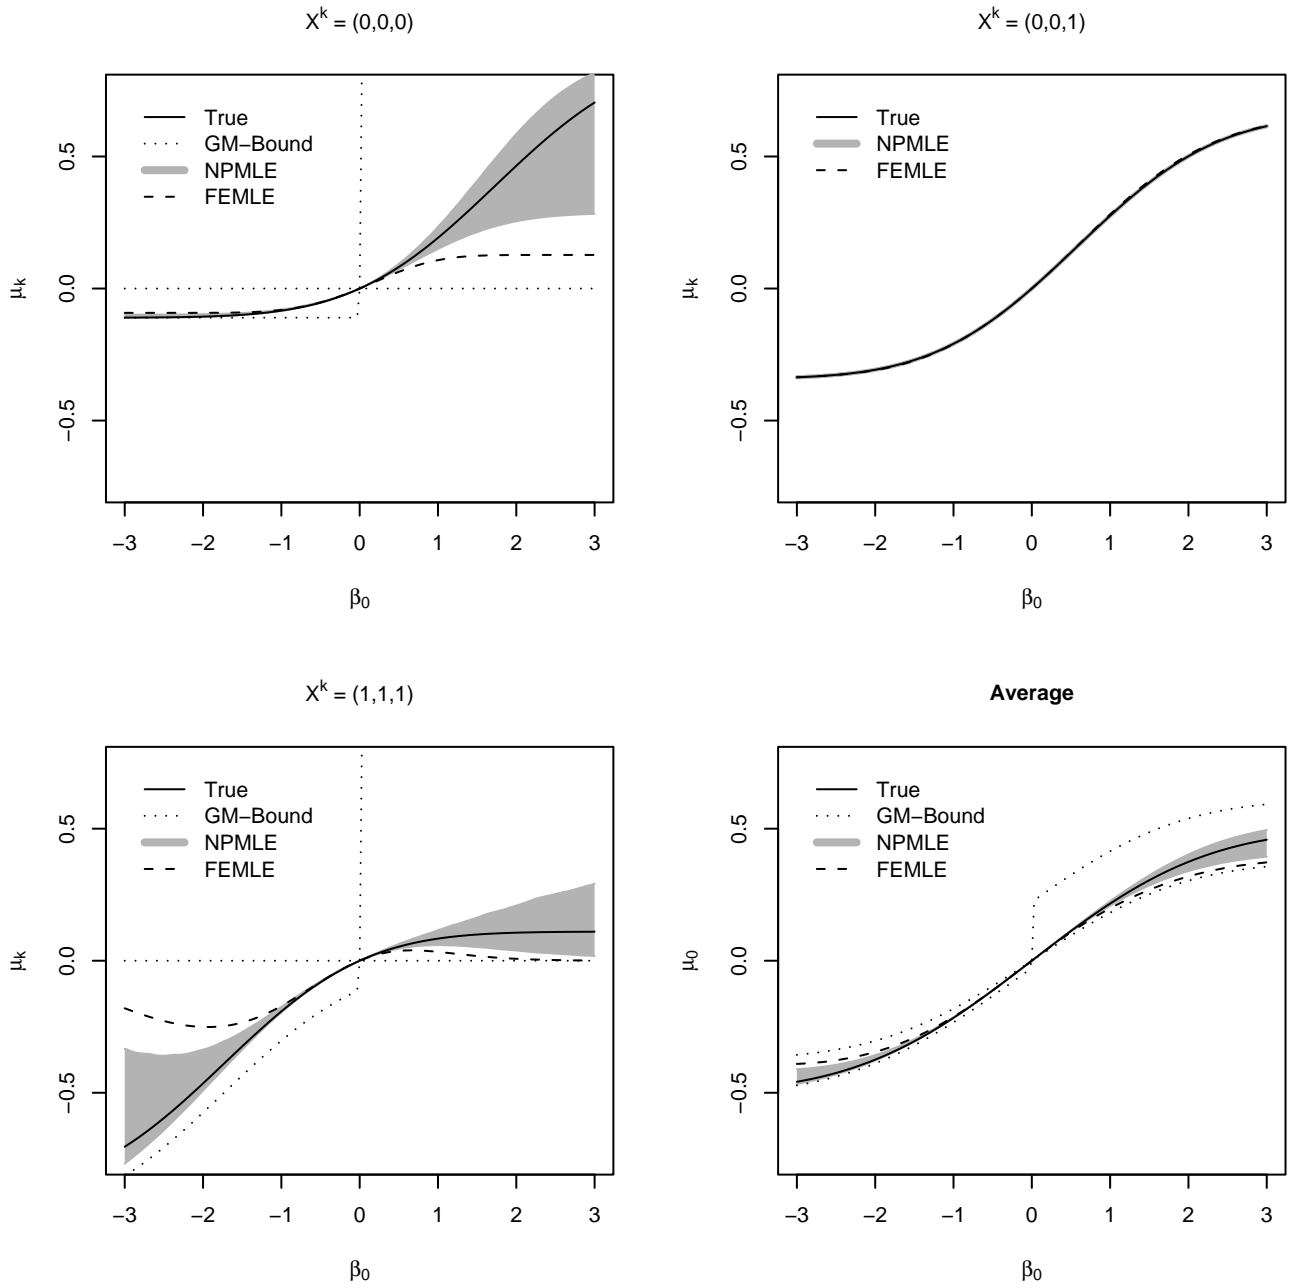 X^k = (0,0,0)
True
GM−Bound
NPMLE
FEMLE
0.5
0.0
−0.5
μ_k
−3 −2 −1 0 1 2 3
β_0
X^k = (0,0,1)
True
NPMLE
FEMLE
0.5
0.0
−0.5
μ_k
−3 −2 −1 0 1 2 3
β_0
X^k = (1,1,1)
True
GM−Bound
NPMLE
FEMLE
0.5
0.0
−0.5
μ_k
−3 −2 −1 0 1 2 3
β_0
Average
True
GM−Bound
NPMLE
FEMLE
0.5
0.0
−0.5
μ_0
−3 −2 −1 0 1 2 3
β_0